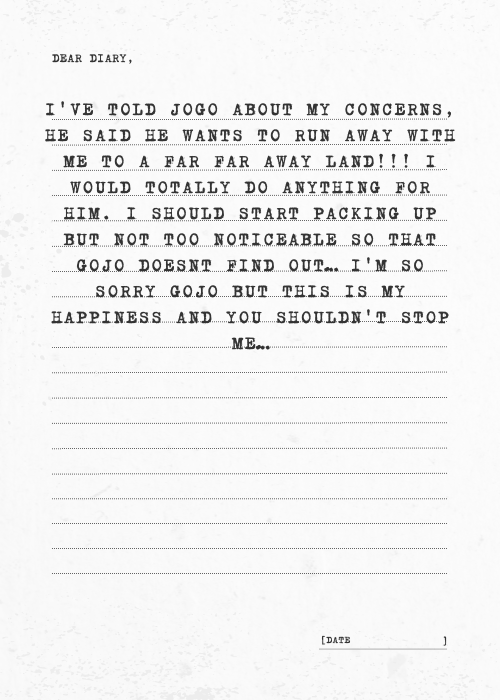 DEAR DIARY,
I'VE TOLD JOGO ABOUT MY CONCERNS,
HE SAID HE WANTS TO RUN AWAY WITH
ME TO A FAR FAR AWAY LAND!!! I
WOULD TOTALLY DO ANYTHING FOR
HIM. I SHOULD START PACKING UP
BUT NOT TOO NOTICEABLE SO THAT
GOJO DOESNT FIND OUT… I'M SO
SORRY GOJO BUT THIS IS MY
HAPPINESS AND YOU SHOULDN'T STOP
ME…
[DATE ]